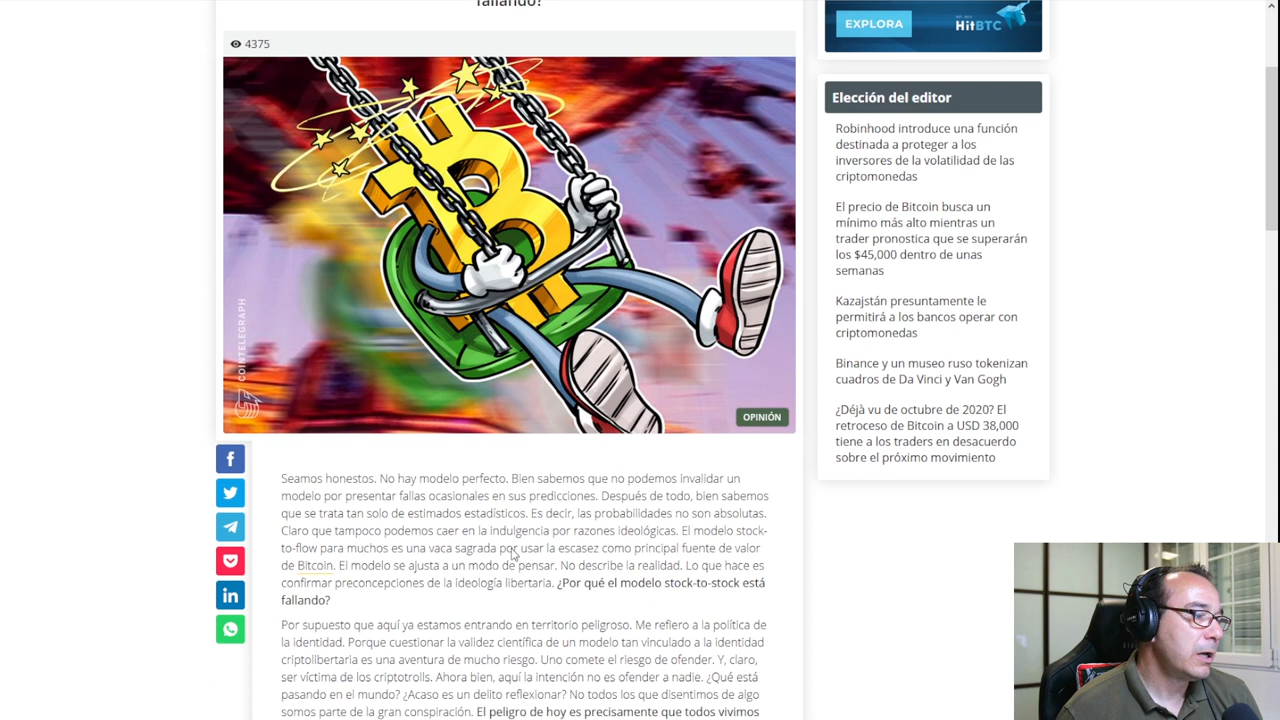 fallando?
4375
COINTELEGRAPH
OPINIÓN
Seamos honestos. No hay modelo perfecto. Bien sabemos que no podemos invalidar un
modelo por presentar fallas ocasionales en sus predicciones. Después de todo, bien sabemos
que se trata tan solo de estimados estadísticos. Es decir, las probabilidades no son absolutas.
Claro que tampoco podemos caer en la indulgencia por razones ideológicas. El modelo stock-
to-flow para muchos es una vaca sagrada por usar la escasez como principal fuente de valor
de Bitcoin. El modelo se ajusta a un modo de pensar. No describe la realidad. Lo que hace es
confirmar preconcepciones de la ideología libertaria. ¿Por qué el modelo stock-to-stock está
fallando?
Por supuesto que aquí ya estamos entrando en territorio peligroso. Me refiero a la política de
la identidad. Porque cuestionar la validez científica de un modelo tan vinculado a la identidad
criptolibertaria es una aventura de mucho riesgo. Uno comete el riesgo de ofender. Y, claro,
ser víctima de los criptotrolls. Ahora bien, aquí la intención no es ofender a nadie. ¿Qué está
pasando en el mundo? ¿Acaso es un delito reflexionar? No todos los que disentimos de algo
somos parte de la gran conspiración. El peligro de hoy es precisamente que todos vivimos
EXPLORA
HitBTC
Elección del editor
Robinhood introduce una función
destinada a proteger a los
inversores de la volatilidad de las
criptomonedas
El precio de Bitcoin busca un
mínimo más alto mientras un
trader pronostica que se superarán
los $45,000 dentro de unas
semanas
Kazajstán presuntamente le
permitirá a los bancos operar con
criptomonedas
Binance y un museo ruso tokenizan
cuadros de Da Vinci y Van Gogh
¿Déjà vu de octubre de 2020? El
retroceso de Bitcoin a USD 38,000
tiene a los traders en desacuerdo
sobre el próximo movimiento